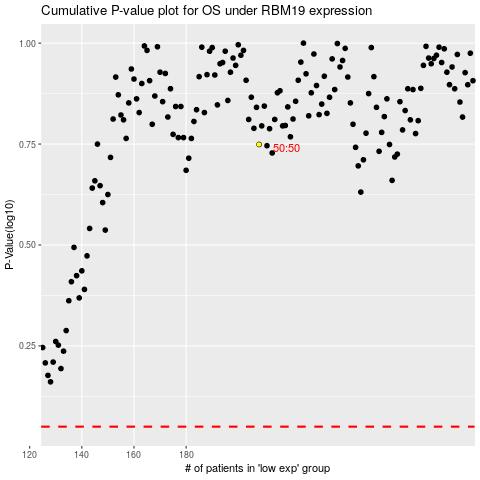 Cumulative P-value plot for OS under RBM19 expression
P-Value(log10)
1.00
0.75
0.50
0.25
50:50
120 140 160 180
# of patients in 'low exp' group